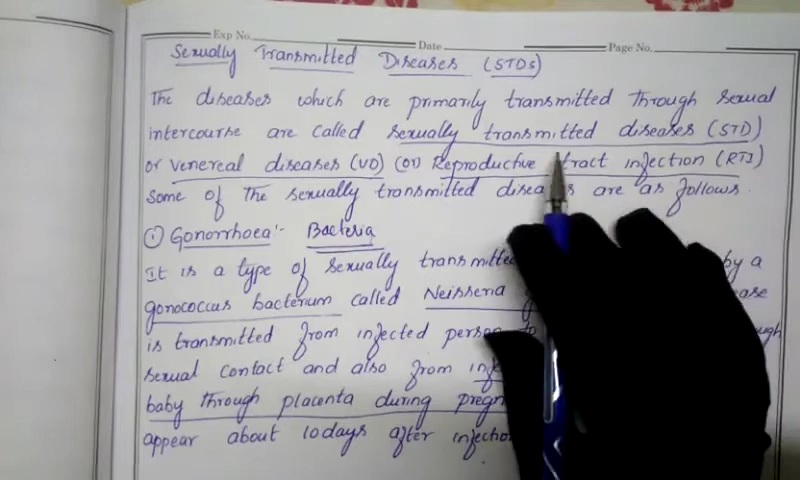 Exp No. Date Page No.
Sexually Transmitted Diseases (STDs)
The diseases which are primarily transmitted through sexual
intercourse are called sexually transmitted diseases (STD)
or venereal diseases (VD) (or) Reproductive tract infection (RTI)
Some of the sexually transmitted diseases are as follows.
① Gonorrhoea:- Bacteria
It is a type of sexually transmitted by a
gonococcus bacterium called Neisseria
is transmitted from infected person
sexual contact and also from
baby through placenta during
appear about 10days after infection